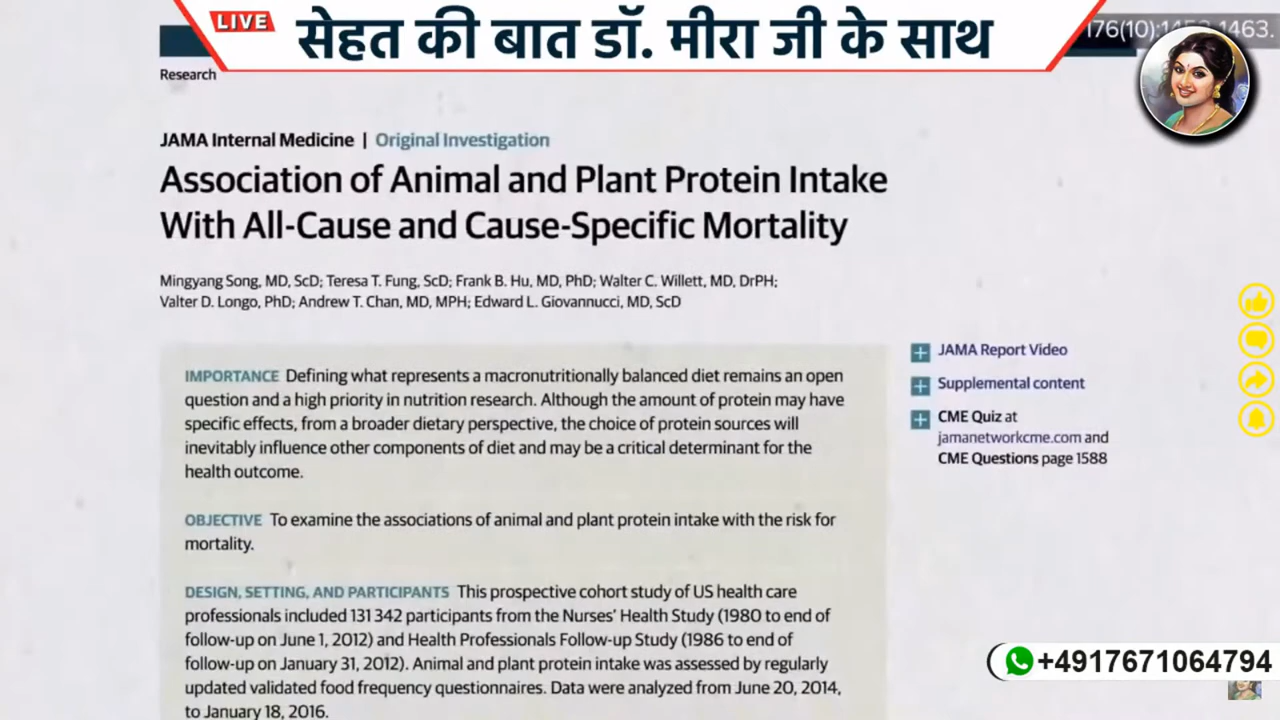 LIVE
सेहत की बात डॉ. मीरा जी के साथ
Research
JAMA Internal Medicine | Original Investigation
Association of Animal and Plant Protein Intake
With All-Cause and Cause-Specific Mortality
Mingyang Song, MD, ScD; Teresa T. Fung, ScD; Frank B. Hu, MD, PhD; Walter C. Willett, MD, DrPH;
Valter D. Longo, PhD; Andrew T. Chan, MD, MPH; Edward L. Giovannucci, MD, ScD
IMPORTANCE Defining what represents a macronutritionally balanced diet remains an open
question and a high priority in nutrition research. Although the amount of protein may have
specific effects, from a broader dietary perspective, the choice of protein sources will
inevitably influence other components of diet and may be a critical determinant for the
health outcome.
OBJECTIVE To examine the associations of animal and plant protein intake with the risk for
mortality.
DESIGN, SETTING, AND PARTICIPANTS This prospective cohort study of US health care
professionals included 131 342 participants from the Nurses' Health Study (1980 to end of
follow-up on June 1, 2012) and Health Professionals Follow-up Study (1986 to end of
follow-up on January 31, 2012). Animal and plant protein intake was assessed by regularly
updated validated food frequency questionnaires. Data were analyzed from June 20, 2014,
to January 18, 2016.
JAMA Report Video
Supplemental content
CME Quiz at
jamanetworkcme.com and
CME Questions page 1588
+4917671064794